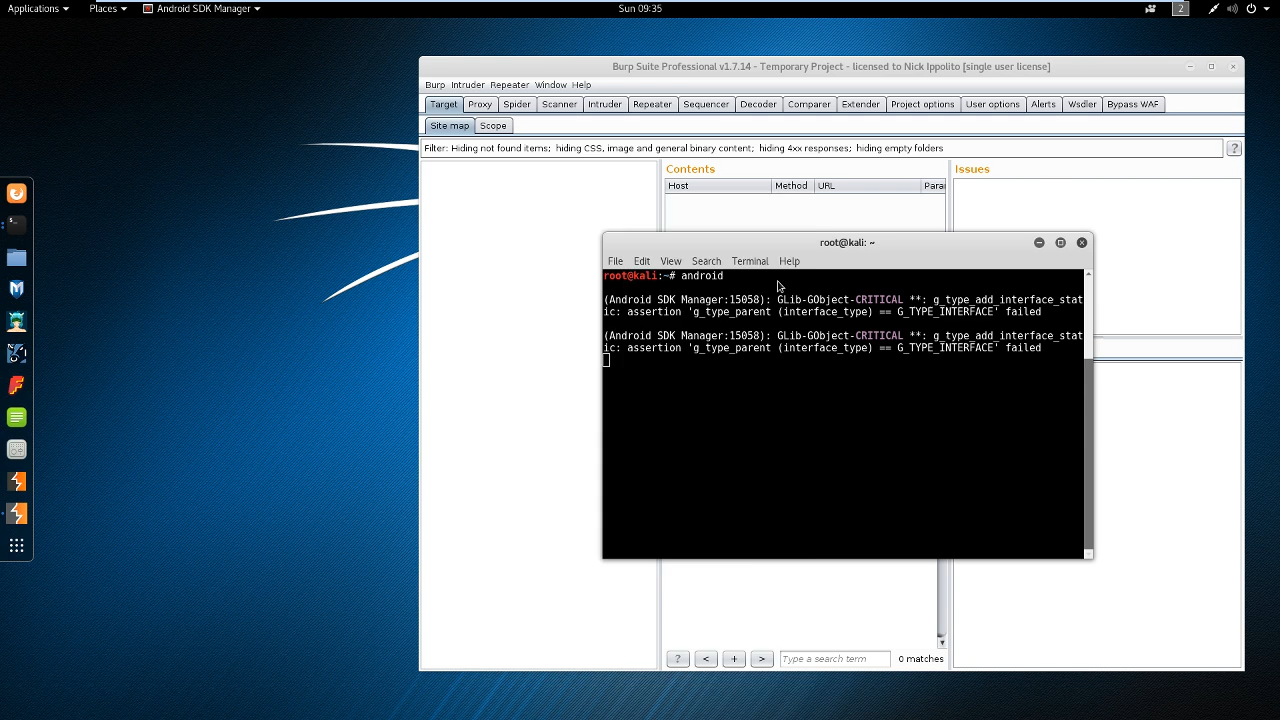 Applications Places Android SDK Manager Sun 09:35 2
Burp Suite Professional v1.7.14 - Temporary Project - licensed to Nick Ippolito [single user license]
Burp Intruder Repeater Window Help
Target Proxy Spider Scanner Intruder Repeater Sequencer Decoder Comparer Extender Project options User options Alerts Wsdler Bypass WAF
Site map Scope
Filter: Hiding not found items; hiding CSS, image and general binary content; hiding 4xx responses; hiding empty folders ?
Contents Issues
Host Method URL Para
root@kali: ~
File Edit View Search Terminal Help
root@kali:~# android
(Android SDK Manager:15058): GLib-GObject-CRITICAL **: g_type_add_interface_stat
ic: assertion 'g_type_parent (interface_type) == G_TYPE_INTERFACE' failed
(Android SDK Manager:15058): GLib-GObject-CRITICAL **: g_type_add_interface_stat
ic: assertion 'g_type_parent (interface_type) == G_TYPE_INTERFACE' failed
? < + > Type a search term 0 matches